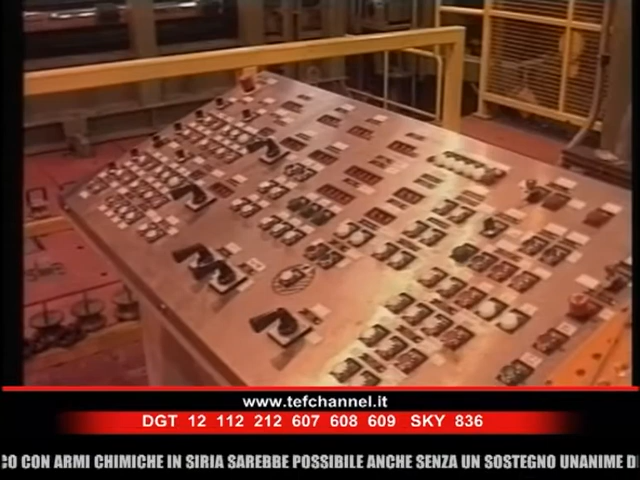 www.tefchannel.it
DGT 12 112 212 607 608 609 SKY 836
CO CON ARMI CHIMICHE IN SIRIA SAREBBE POSSIBILE ANCHE SENZA UN SOSTEGNO UNANIME D